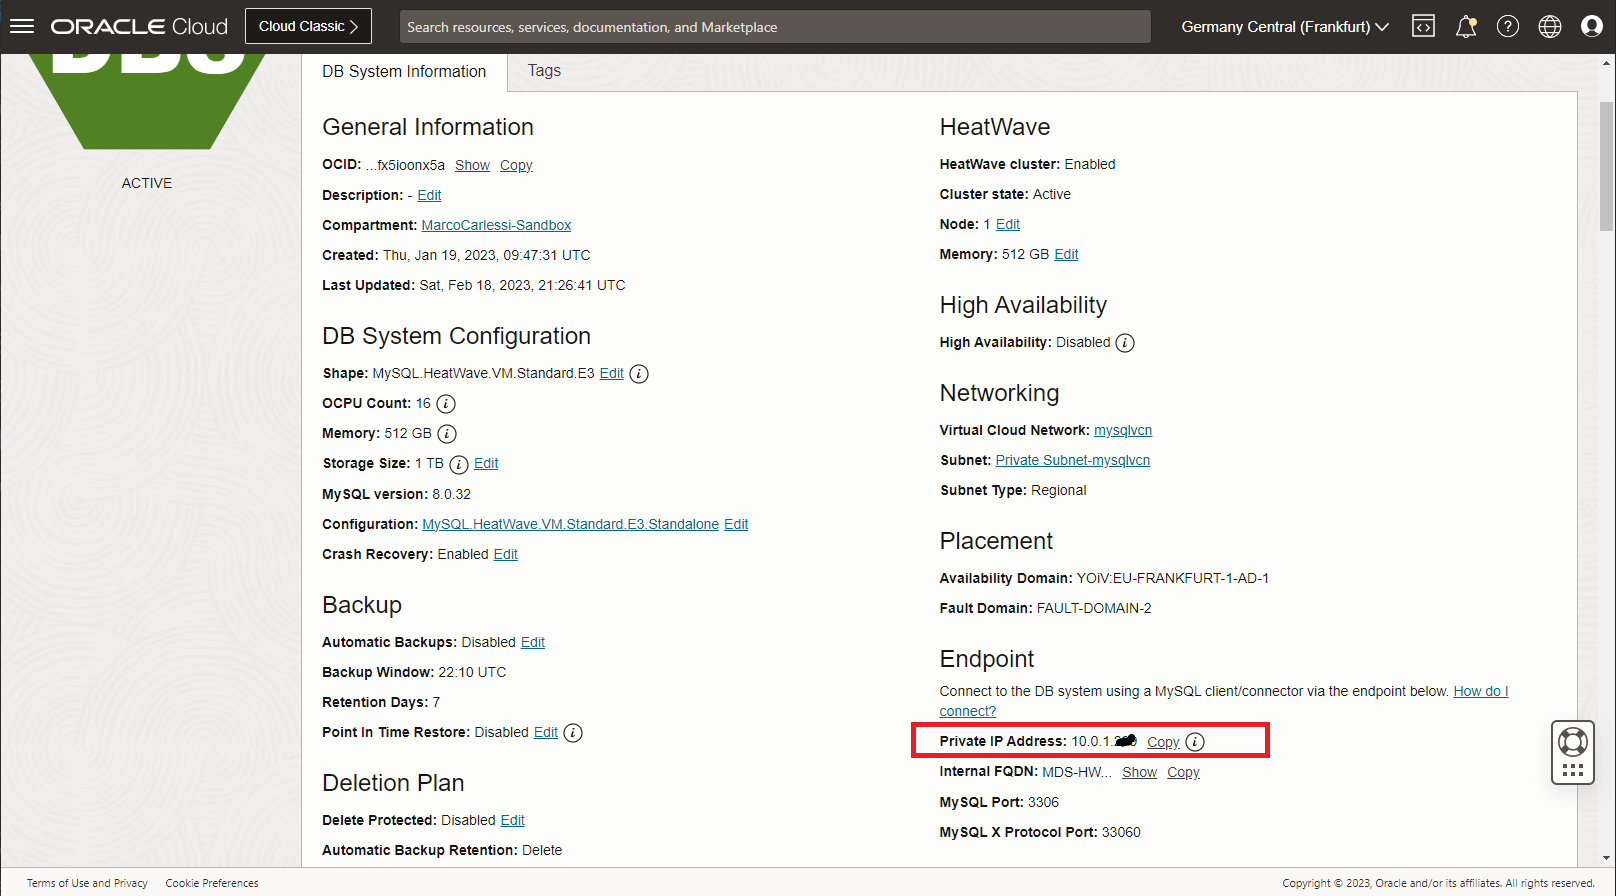 ORACLE Cloud
Cloud Classic
Search resources, services, documentation, and Marketplace
Germany Central (Frankfurt)
ACTIVE
DB System Information
Tags
General Information
OCID: ...fx5ioonx5a Show Copy
Description: - Edit
Compartment: MarcoCarlessi-Sandbox
Created: Thu, Jan 19, 2023, 09:47:31 UTC
Last Updated: Sat, Feb 18, 2023, 21:26:41 UTC
DB System Configuration
Shape: MySQL.HeatWave.VM.Standard.E3 Edit
OCPU Count: 16
Memory: 512 GB
Storage Size: 1 TB Edit
MySQL version: 8.0.32
Configuration: MySQL.HeatWave.VM.Standard.E3.Standalone Edit
Crash Recovery: Enabled Edit
Backup
Automatic Backups: Disabled Edit
Backup Window: 22:10 UTC
Retention Days: 7
Point In Time Restore: Disabled Edit
Deletion Plan
Delete Protected: Disabled Edit
Automatic Backup Retention: Delete
HeatWave
HeatWave cluster: Enabled
Cluster state: Active
Node: 1 Edit
Memory: 512 GB Edit
High Availability
High Availability: Disabled
Networking
Virtual Cloud Network: mysqlvcn
Subnet: Private Subnet-mysqlvcn
Subnet Type: Regional
Placement
Availability Domain: YOiV:EU-FRANKFURT-1-AD-1
Fault Domain: FAULT-DOMAIN-2
Endpoint
Connect to the DB system using a MySQL client/connector via the endpoint below. How do I
connect?
Private IP Address: 10.0.1. Copy
Internal FQDN: MDS-HW... Show Copy
MySQL Port: 3306
MySQL X Protocol Port: 33060
Terms of Use and Privacy
Cookie Preferences
Copyright © 2023, Oracle and/or its affiliates. All rights reserved.